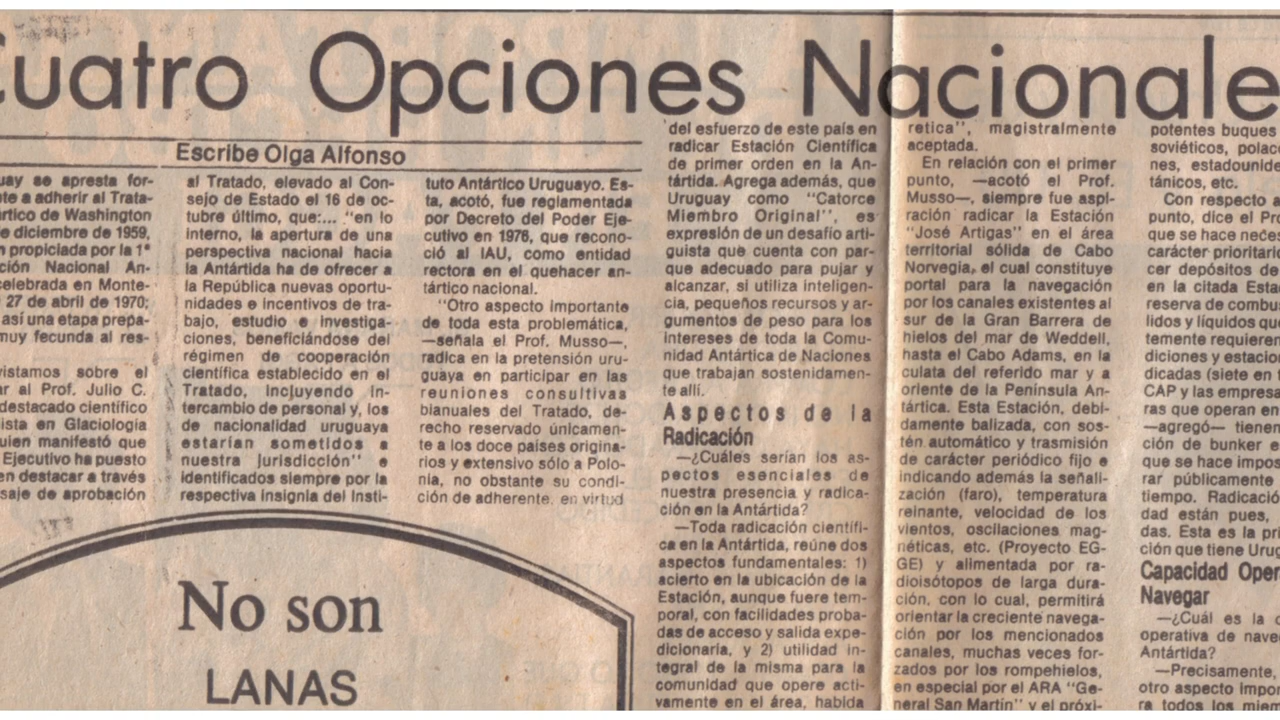 Cuatro Opciones Nacionale
Escribe Olga Alfonso
uay se apresta for-
te a adherir al Trata-
rtico de Washington
e diciembre de 1959,
n propiciada por la 1ª
ción Nacional An-
celebrada en Monte-
27 de abril de 1970;
así una etapa prepa-
muy fecunda al res-
vistamos sobre el
ar al Prof. Julio C.
destacado científico
ista en Glaciología
uien manifestó que
Ejecutivo ha puesto
en destacar a través
saje de aprobación
al Tratado, elevado al Con-
sejo de Estado el 16 de oc-
tubre último, que:... "en lo
interno, la apertura de una
perspectiva nacional hacia
la Antártida ha de ofrecer a
la República nuevas oportu-
nidades e incentivos de tra-
bajo, estudio e investiga-
ciones, beneficiándose del
régimen de cooperación
científica establecido en el
Tratado, incluyendo in-
tercambio de personal y, los
de nacionalidad uruguaya
estarían sometidos a
nuestra jurisdicción" e
identificados siempre por la
respectiva insignia del Insti-
tuto Antártico Uruguayo. Es-
ta, acotó, fue reglamentada
por Decreto del Poder Eje-
cutivo en 1976, que recono-
ció al IAU, como entidad
rectora en el quehacer an-
tártico nacional.
"Otro aspecto importante
de toda esta problemática,
—señala el Prof. Musso—,
radica en la pretensión uru-
guaya en participar en las
reuniones consultivas
bianuales del Tratado, de-
recho reservado únicamen-
te a los doce países origina-
rios y extensivo sólo a Polo-
nia, no obstante su condi-
ción de adherente, en virtud
del esfuerzo de este país en
radicar Estación Científica
de primer orden en la An-
tártida. Agrega además, que
Uruguay como "Catorce
Miembro Original", es
expresión de un desafío arti-
guista que cuenta con par-
que adecuado para pujar y
alcanzar, si utiliza inteligen-
cia, pequeños recursos y ar-
gumentos de peso para los
intereses de toda la Comu-
nidad Antártica de Naciones
que trabajan sostenidamen-
te allí.
Aspectos de la
Radicación
—¿Cuáles serían los as-
pectos esenciales de
nuestra presencia y radica-
ción en la Antártida?
—Toda radicación científi-
ca en la Antártida, reúne dos
aspectos fundamentales: 1)
acierto en la ubicación de la
Estación, aunque fuere tem-
poral, con facilidades proba-
das de acceso y salida expe-
dicionaria, y 2) utilidad in-
tegral de la misma para la
comunidad que opere acti-
vamente en el área, habida
retica", magistralmente
aceptada.
En relación con el primer
punto, —acotó el Prof.
Musso—, siempre fue aspi-
ración radicar la Estación
"José Artigas" en el área
territorial sólida de Cabo
Norvegia, el cual constituye
portal para la navegación
por los canales existentes al
sur de la Gran Barrera de
hielos del mar de Weddell,
hasta el Cabo Adams, en la
culata del referido mar y a
oriente de la Península An-
tártica. Esta Estación, debi-
damente balizada, con sos-
tén automático y trasmisión
de carácter periódico fijo e
indicando además la señali-
zación (faro), temperatura
reinante, velocidad de los
vientos, oscilaciones mag-
néticas, etc. (Proyecto EG-
GE) y alimentada por ra-
dioisótopos de larga dura-
ción, con lo cual, permitirá
orientar la creciente navega-
ción por los mencionados
canales, muchas veces for-
zados por los rompehielos,
en especial por el ARA "Ge-
neral San Martín" y el próxi-
potentes buques
soviéticos, polac
nes, estadounide
tánicos, etc.
Con respecto a
punto, dice el Pro
que se hace neces
carácter prioritari
cer depósitos de
en la citada Esta
reserva de combu
lidos y líquidos qu
temente requieren
diciones y estacio
dicadas (siete en
CAP y las empresa
ras que operan en
—agregó— tienen
ción de bunker e
que se hace impos
rar públicamente
tiempo. Radicació
dad están pues,
das. Esta es la pri
ción que tiene Urug
Capacidad Oper
Navegar
—¿Cuál es la c
operativa de nave
Antártida?
—Precisamente,
otro aspecto impor
ra todos los miem
No son
LANAS